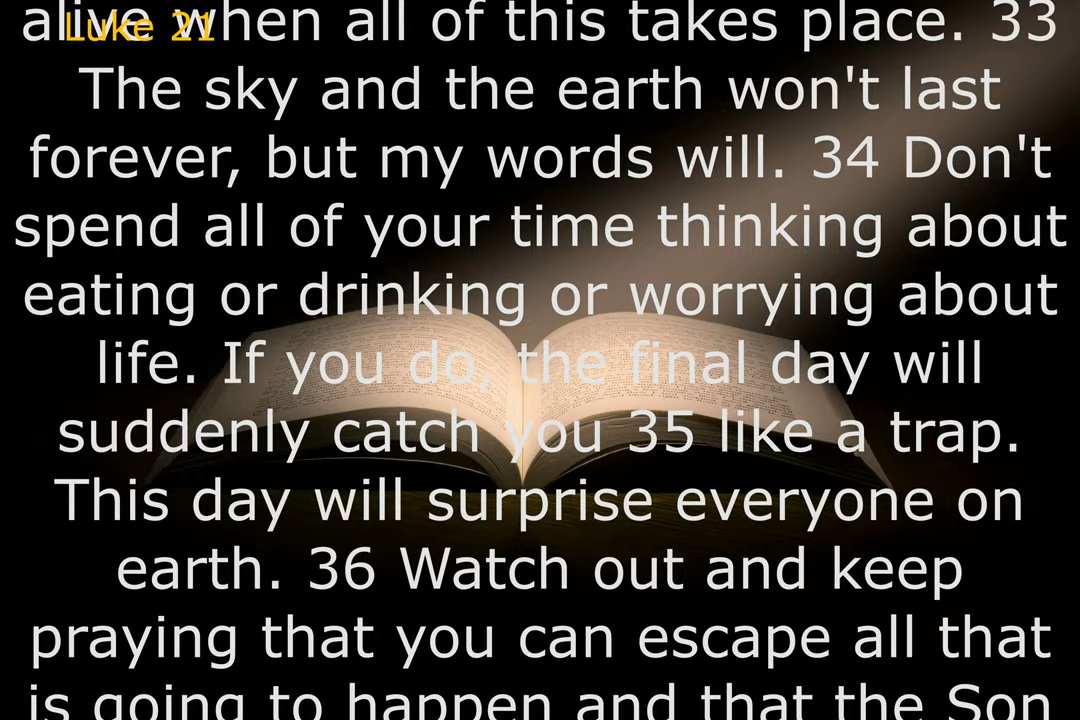 Luke 21
alive when all of this takes place. 33
The sky and the earth won't last
forever, but my words will. 34 Don't
spend all of your time thinking about
eating or drinking or worrying about
life. If you do, the final day will
suddenly catch you 35 like a trap.
This day will surprise everyone on
earth. 36 Watch out and keep
praying that you can escape all that
is going to happen and that the Son